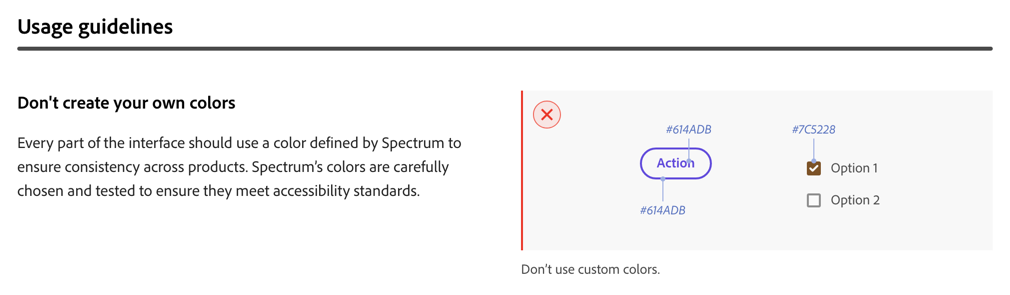 Usage guidelines
Don't create your own colors
Every part of the interface should use a color defined by Spectrum to
ensure consistency across products. Spectrum's colors are carefully
chosen and tested to ensure they meet accessibility standards.
#614ADB
#7C5228
Action
Option 1
#614ADB
Option 2
Don't use custom colors.